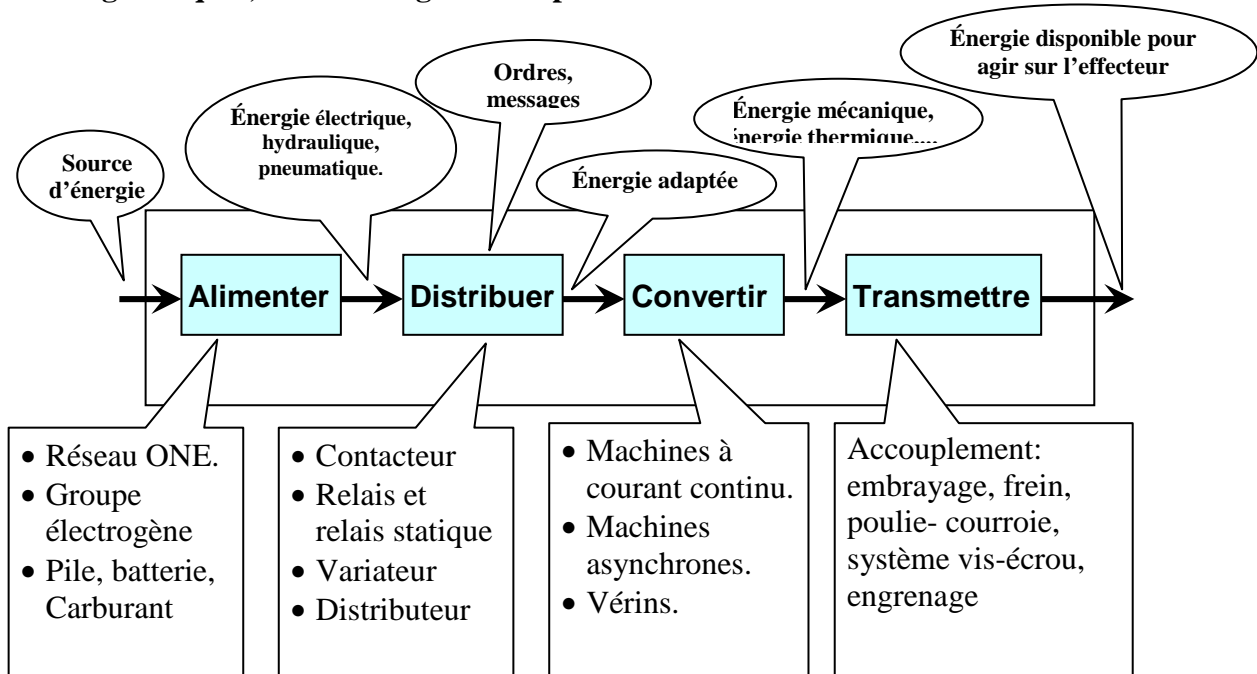 Énergie disponible pour
agir sur l'effecteur
Ordres,
messages
Énergie électrique,
hydraulique,
pneumatique.
Énergie mécanique,
énergie thermique....
Source
d'énergie
Énergie adaptée
Alimenter
Distribuer
Convertir
Transmettre
• Réseau ONE.
• Groupe
électrogène
• Pile, batterie,
Carburant
• Contacteur
• Relais et
relais statique
• Variateur
• Distributeur
• Machines à
courant continu.
• Machines
asynchrones.
• Vérins.
Accouplement:
embrayage, frein,
poulie- courroie,
système vis-écrou,
engrenage